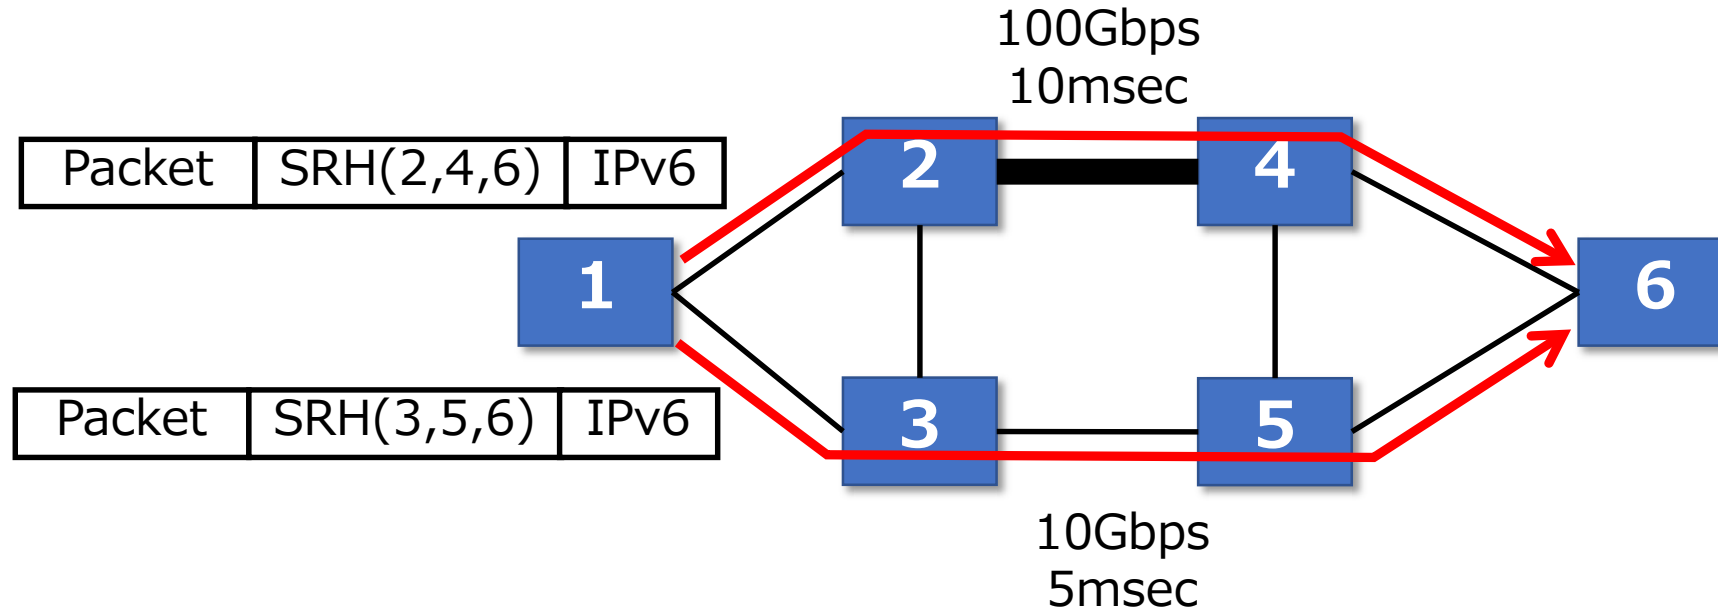 100Gbps
10msec
Packet SRH(2,4,6) IPv6
2 4
1 6
Packet SRH(3,5,6) IPv6
3 5
10Gbps
5msec